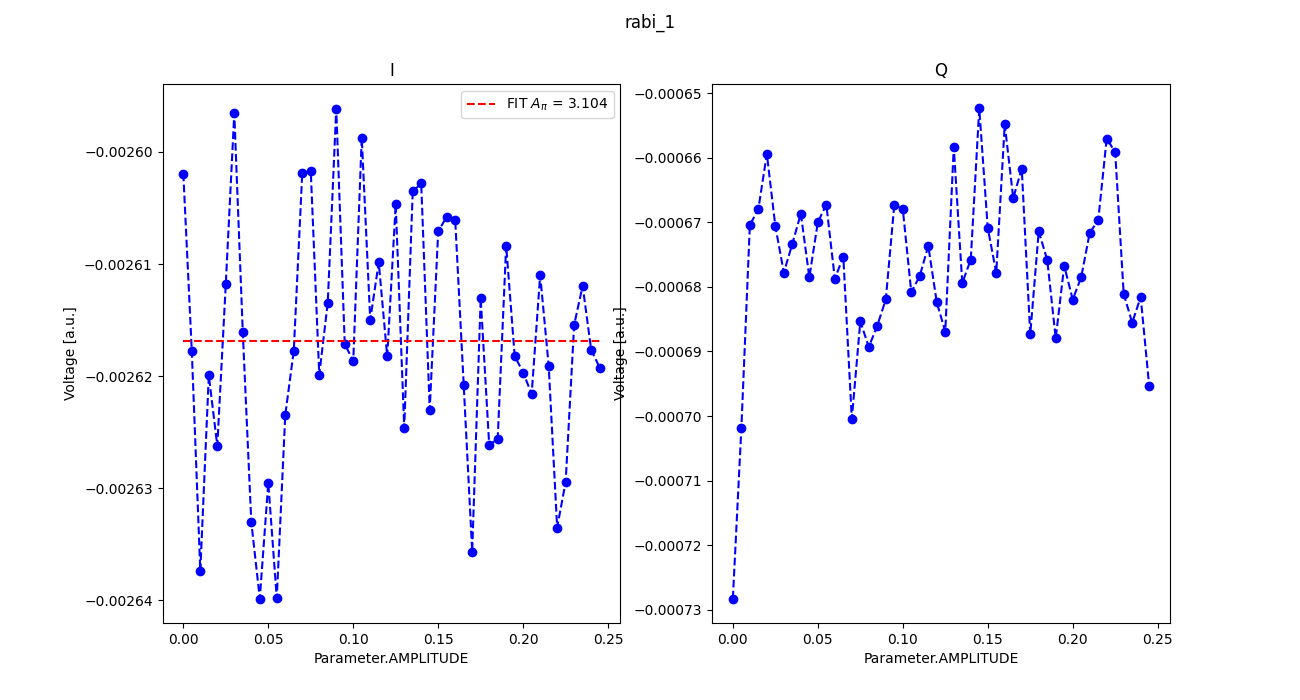 rabi_1
I
FIT Aπ = 3.104
−0.00260
−0.00261
−0.00262
−0.00263
−0.00264
Voltage [a.u.]
0.00 0.05 0.10 0.15 0.20 0.25
Parameter.AMPLITUDE
Q
−0.00065
−0.00066
−0.00067
−0.00068
−0.00069
−0.00070
−0.00071
−0.00072
−0.00073
Voltage [a.u.]
0.00 0.05 0.10 0.15 0.20 0.25
Parameter.AMPLITUDE